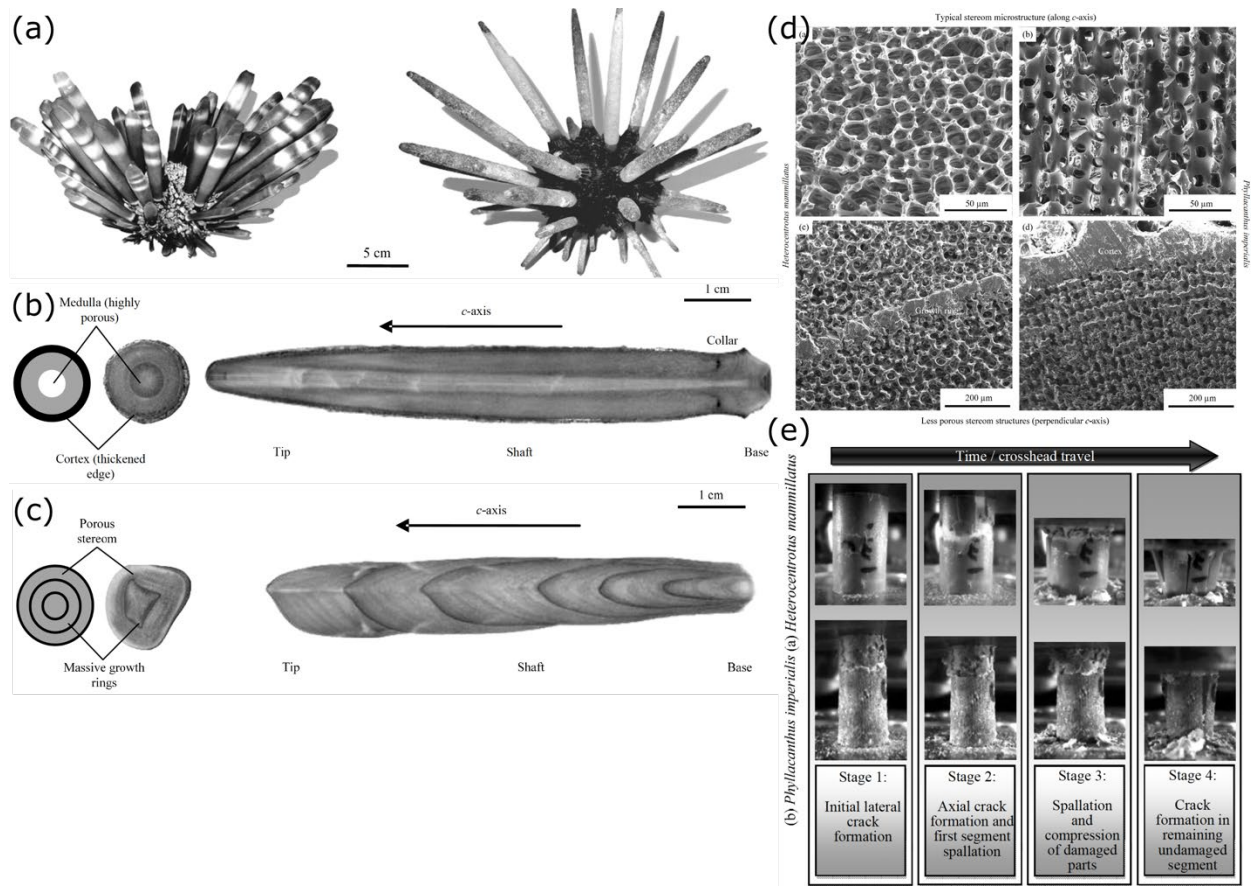 (a)
5 cm
(b)
Medulla (highly
porous)
Cortex (thickened
edge)
1 cm
c-axis
Collar
Tip
Shaft
Base
(c)
Porous
stereom
Massive growth
rings
1 cm
c-axis
Tip
Shaft
Base
(d)
Typical stereom microstructure (along c-axis)
Heterocentrotus mammillatus
Phyllacanthus imperialis
(a)
50 µm
(b)
50 µm
(c)
Growth ring
200 µm
(d)
Cortex
200 µm
Less porous stereom structures (perpendicular c-axis)
(e)
Time / crosshead travel
(b) Phyllacanthus imperialis (a) Heterocentrotus mammillatus
Stage 1:
Initial lateral
crack
formation
Stage 2:
Axial crack
formation and
first segment
spallation
Stage 3:
Spallation
and
compression
of damaged
parts
Stage 4:
Crack
formation in
remaining
undamaged
segment